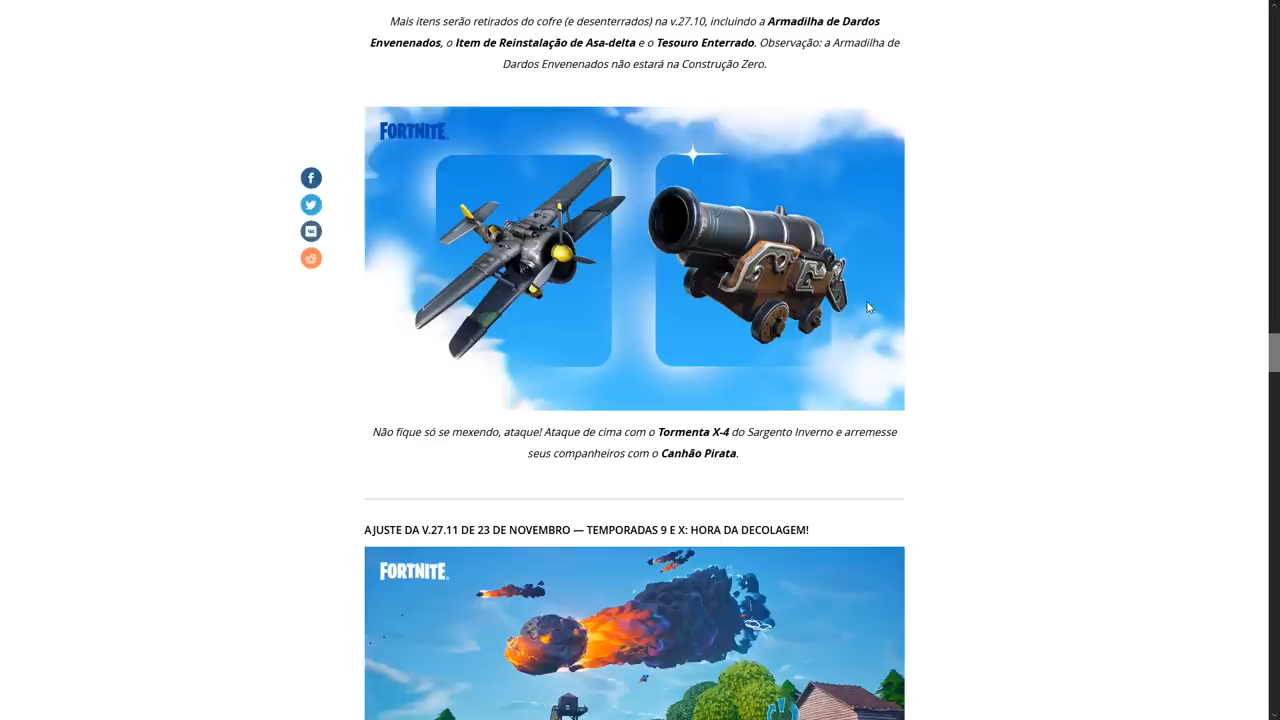 Mais itens serão retirados do cofre (e desenterrados) na v.27.10, incluindo a Armadilha de Dardos
Envenenados, o Item de Reinstalação de Asa-delta e o Tesouro Enterrado. Observação: a Armadilha de
Dardos Envenenados não estará na Construção Zero.
FORTNITE
Não fique só se mexendo, ataque! Ataque de cima com o Tormenta X-4 do Sargento Inverno e arremesse
seus companheiros com o Canhão Pirata.
AJUSTE DA V.27.11 DE 23 DE NOVEMBRO — TEMPORADAS 9 E X: HORA DA DECOLAGEM!
FORTNITE